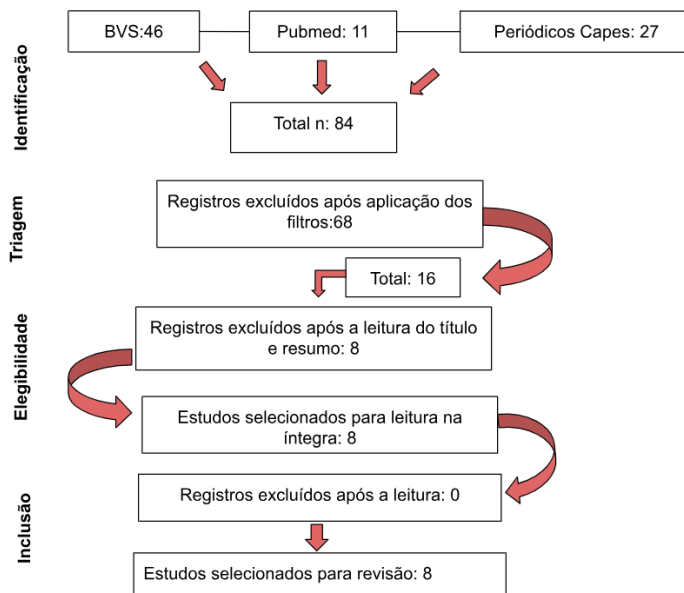 BVS:46
Pubmed: 11
Periódicos Capes: 27
Identificação
Total n: 84
Triagem
Registros excluídos após aplicação dos
filtros:68
Total: 16
Elegibilidade
Registros excluídos após a leitura do título
e resumo: 8
Estudos selecionados para leitura na
íntegra: 8
Inclusão
Registros excluídos após a leitura: 0
Estudos selecionados para revisão: 8